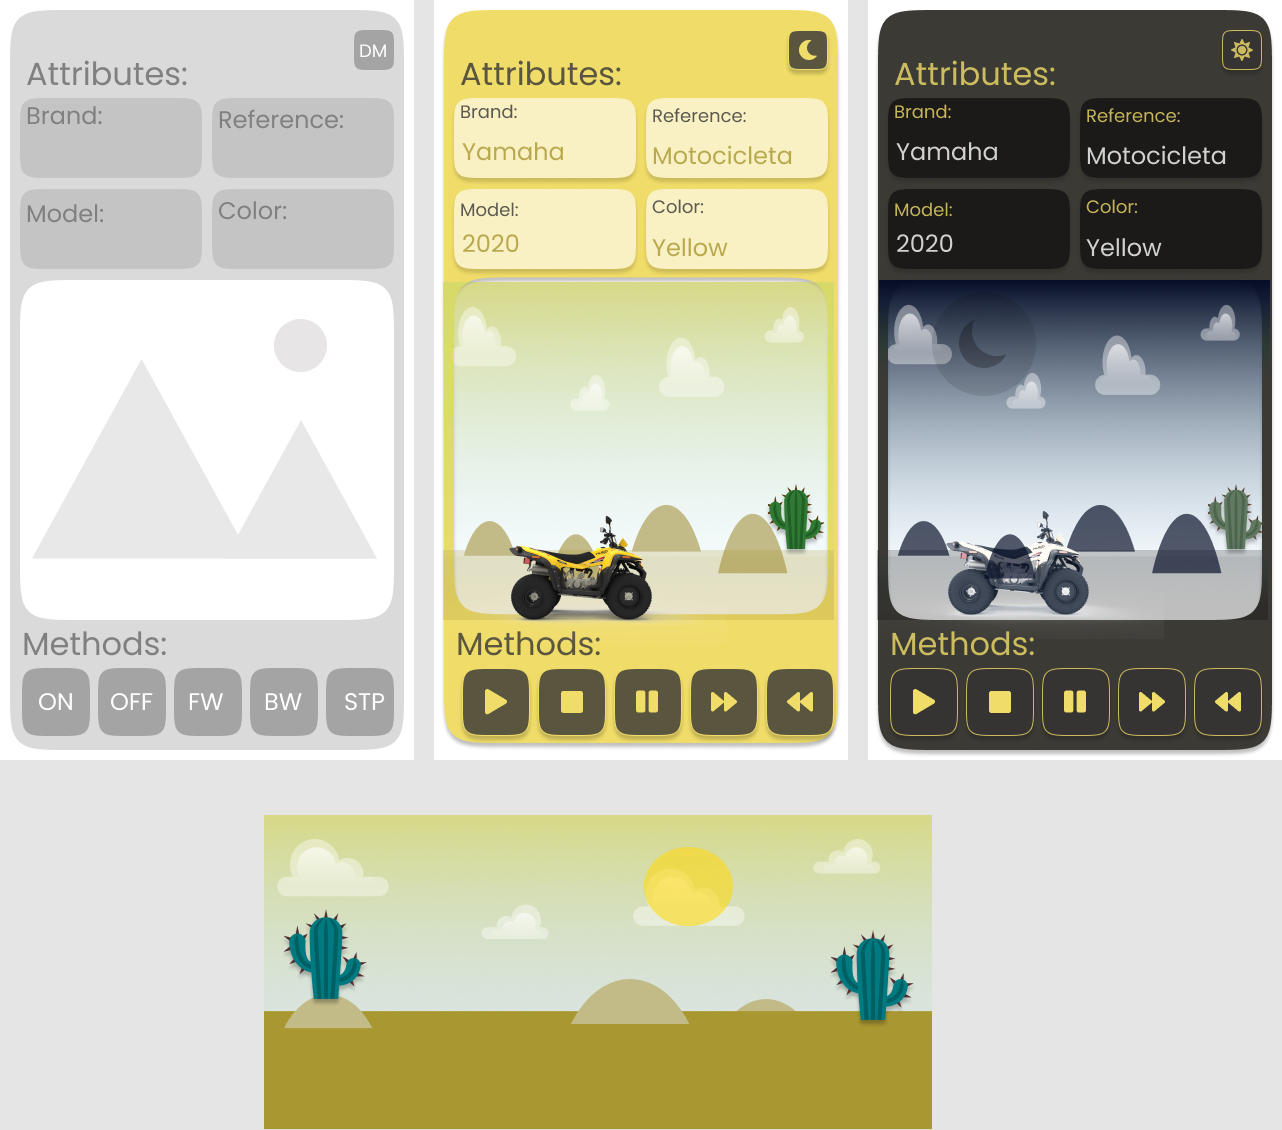 DM
Attributes:
Brand:
Reference:
Model:
Color:
Methods:
ON
OFF
FW
BW
STP
Attributes:
Brand:
Yamaha
Reference:
Motocicleta
Model:
2020
Color:
Yellow
Methods:
Attributes:
Brand:
Yamaha
Reference:
Motocicleta
Model:
2020
Color:
Yellow
Methods: